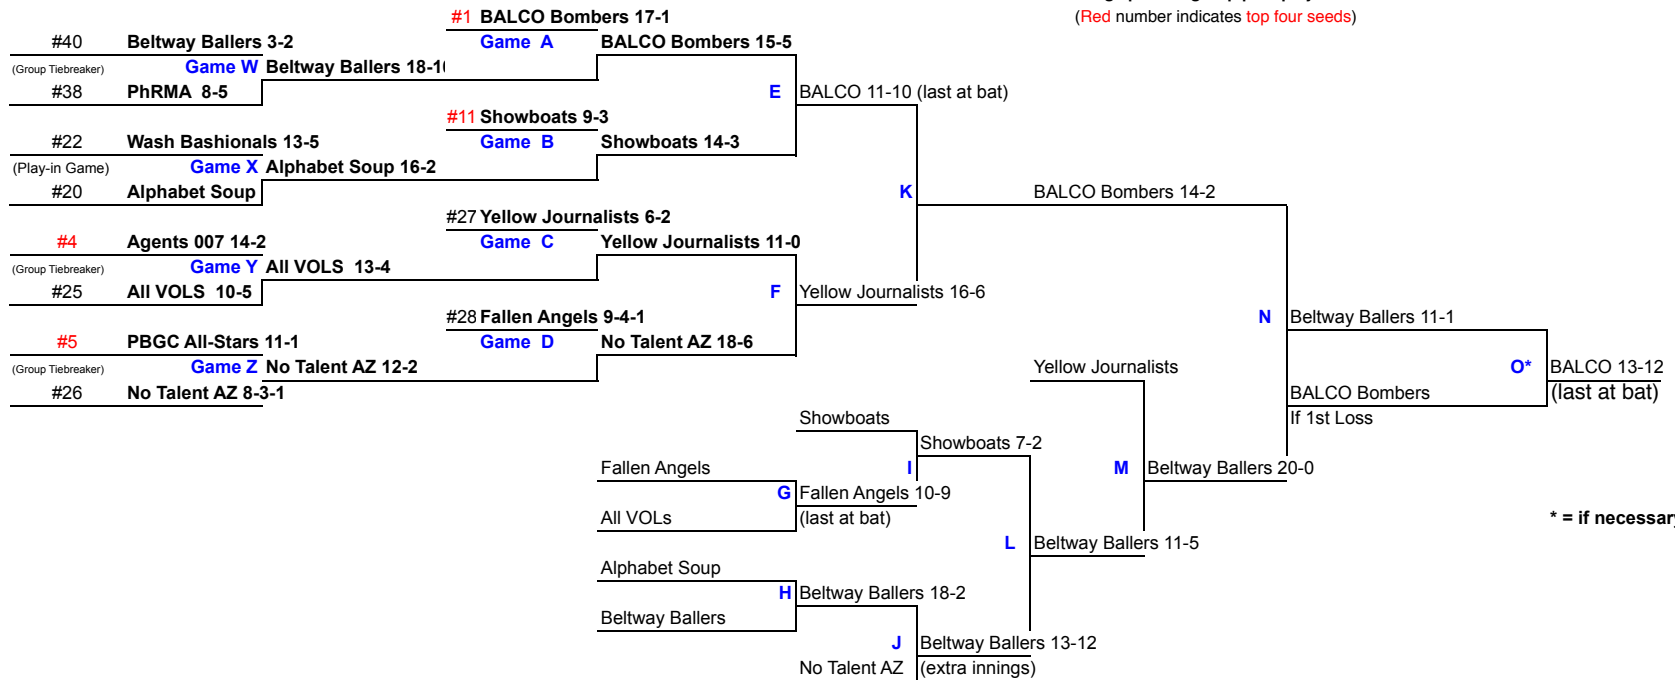 #1 BALCO Bombers 17-1
(Red number indicates top four seeds)
#40 Beltway Ballers 3-2
Game A BALCO Bombers 15-5
(Group Tiebreaker) Game W Beltway Ballers 18-1
#38 PhRMA 8-5
E BALCO 11-10 (last at bat)
#11 Showboats 9-3
#22 Wash Bashionals 13-5
Game B Showboats 14-3
(Play-in Game) Game X Alphabet Soup 16-2
#20 Alphabet Soup
K BALCO Bombers 14-2
#27 Yellow Journalists 6-2
#4 Agents 007 14-2
Game C Yellow Journalists 11-0
(Group Tiebreaker) Game Y All VOLS 13-4
#25 All VOLS 10-5
F Yellow Journalists 16-6
#28 Fallen Angels 9-4-1
N Beltway Ballers 11-1
#5 PBGC All-Stars 11-1
Game D No Talent AZ 18-6
(Group Tiebreaker) Game Z No Talent AZ 12-2
Yellow Journalists
O* BALCO 13-12
(last at bat)
#26 No Talent AZ 8-3-1
BALCO Bombers
If 1st Loss
Showboats
Showboats 7-2
Fallen Angels
I
M Beltway Ballers 20-0
G Fallen Angels 10-9
(last at bat)
All VOLs
* = if necessary
L Beltway Ballers 11-5
Alphabet Soup
H Beltway Ballers 18-2
Beltway Ballers
J Beltway Ballers 13-12
No Talent AZ (extra innings)